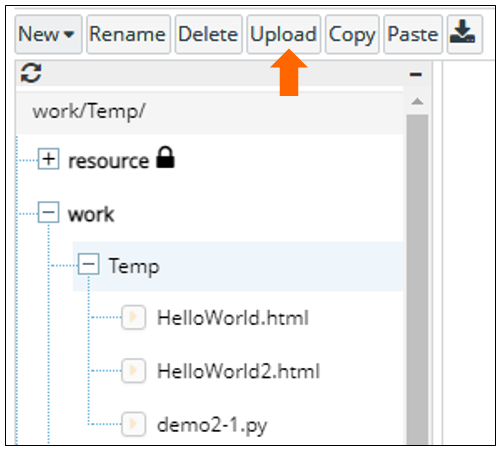 New Rename Delete Upload Copy Paste
work/Temp/
resource
work
Temp
HelloWorld.html
HelloWorld2.html
demo2-1.py